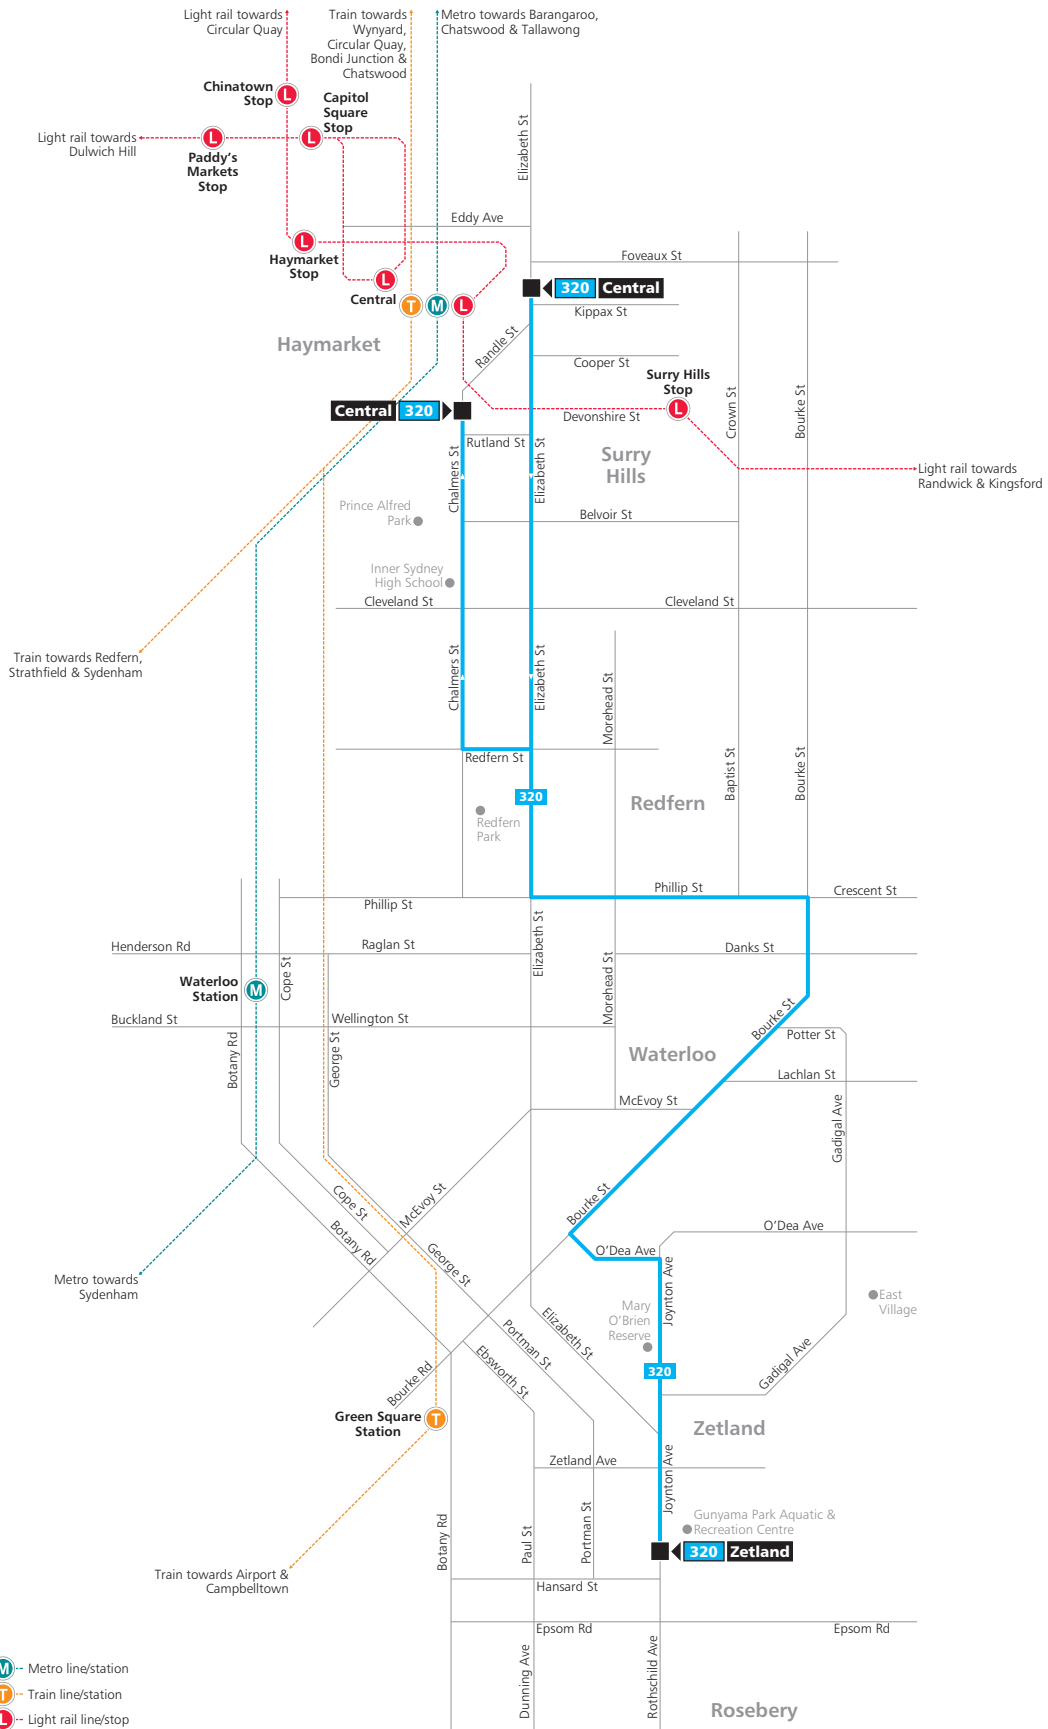 Light rail towards
Circular Quay
Train towards
Wynyard,
Circular Quay,
Bondi Junction &
Chatswood
Metro towards Barangaroo,
Chatswood & Tallawong
Chinatown
Stop
L
Capitol
Square
Stop
Light rail towards
Dulwich Hill
L
L
Paddy's
Markets
Stop
Elizabeth St
Eddy Ave
L
Haymarket
Stop
Foveaux St
L
Central
T
M
L
320 Central
Kippax St
Haymarket
Randle St
Cooper St
Surry Hills
Stop
L
Central 320
Devonshire St
Crown St
Bourke St
Rutland St
Surry
Hills
Light rail towards
Randwick & Kingsford
Chalmers St
Elizabeth St
Prince Alfred
Park
Belvoir St
Inner Sydney
High School
Cleveland St
Cleveland St
Train towards Redfern,
Strathfield & Sydenham
Chalmers St
Elizabeth St
Morehead St
Redfern St
Baptist St
Bourke St
320
Redfern
Redfern
Park
Phillip St
Crescent St
Phillip St
Henderson Rd
Raglan St
Elizabeth St
Danks St
Waterloo
Station
M
Cope St
Morehead St
Buckland St
Wellington St
Bourke St
Potter St
Botany Rd
George St
Waterloo
Lachlan St
McEvoy St
Gadigal Ave
Cope St
McEvoy St
Bourke St
Botany Rd
O'Dea Ave
George St
O'Dea Ave
Metro towards
Sydenham
Joynton Ave
East
Village
Mary
O'Brien
Reserve
Elizabeth St
Portman St
Ebsworth St
320
Gadigal Ave
Bourke Rd
Green Square
Station
T
Zetland
Zetland Ave
Joynton Ave
Gunyama Park Aquatic &
Recreation Centre
Botany Rd
Paul St
Portman St
320 Zetland
Train towards Airport &
Campbelltown
Hansard St
Epsom Rd
Epsom Rd
Dunning Ave
Rothschild Ave
Rosebery
M Metro line/station
T Train line/station
L Light rail line/stop